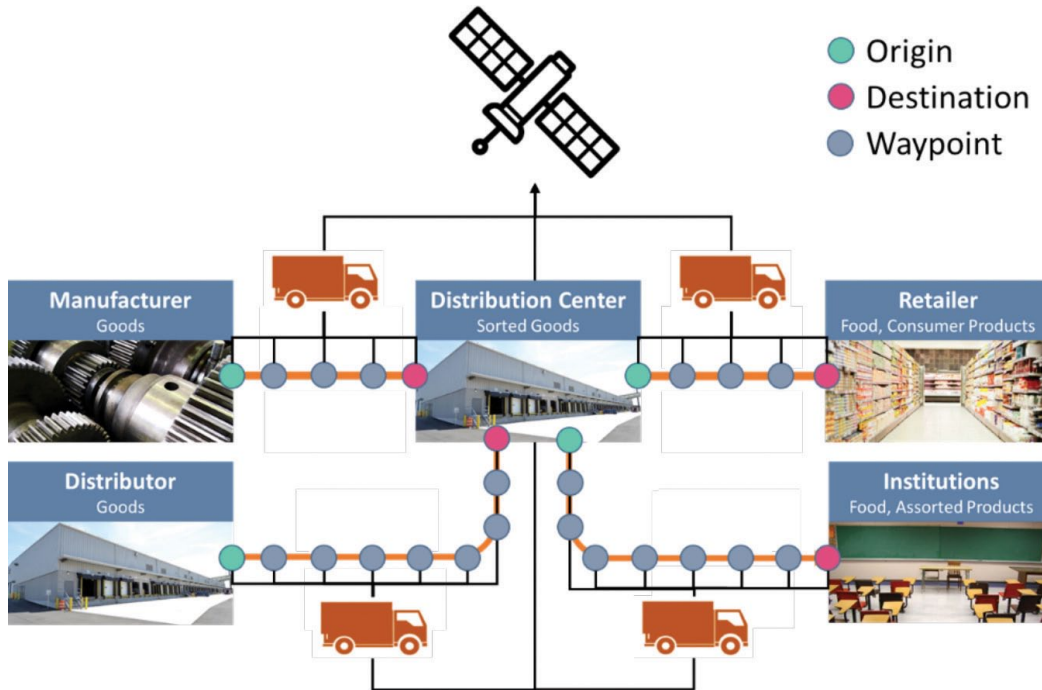 Origin
Destination
Waypoint
Manufacturer
Goods
Distribution Center
Sorted Goods
Retailer
Food, Consumer Products
Distributor
Goods
Institutions
Food, Assorted Products